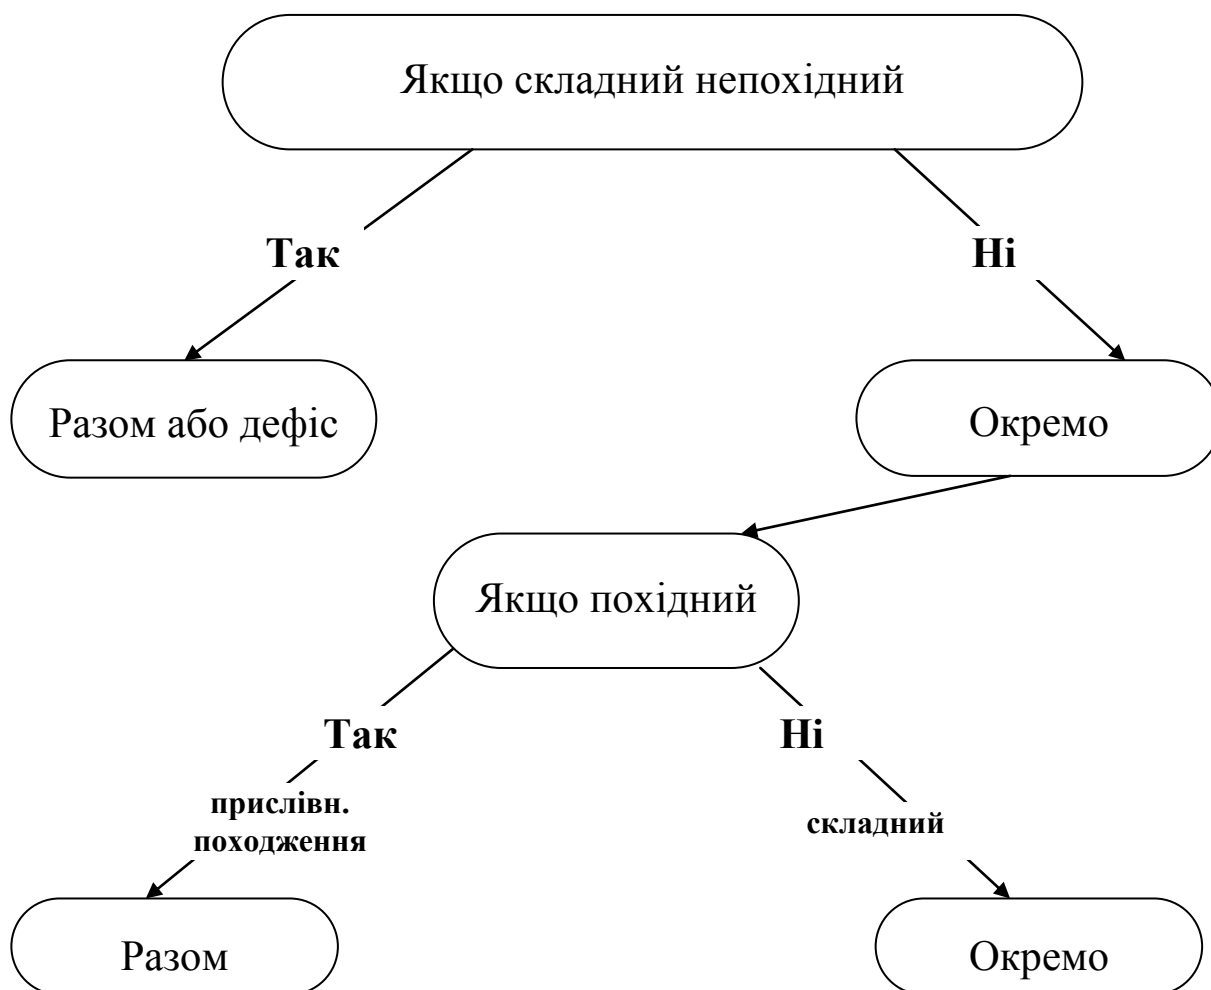 Якщо складний непохідний
Так
Ні
Разом або дефіс
Окремо
Якщо похідний
Так
Ні
прислівн.
походження
складний
Разом
Окремо